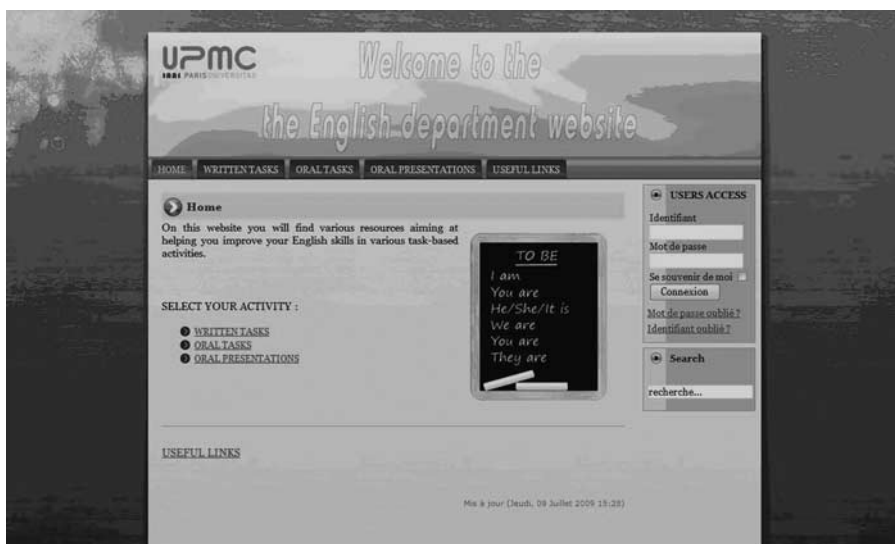 UPMC
PARISUNIVERSITAS
Welcome to the
the English department website
HOME WRITTEN TASKS ORAL TASKS ORAL PRESENTATIONS USEFUL LINKS
Home
On this website you will find various resources aiming at
helping you improve your English skills in various task-based
activities.
TO BE
I am
You are
He/She/It is
We are
You are
They are
SELECT YOUR ACTIVITY :
WRITTEN TASKS
ORAL TASKS
ORAL PRESENTATIONS
USEFUL LINKS
Mis à jour (Jeudi, 09 Juillet 2009 15:28)
USERS ACCESS
Identifiant
Mot de passe
Se souvenir de moi
Connexion
Mot de passe oublié ?
Identifiant oublié ?
Search
recherche...